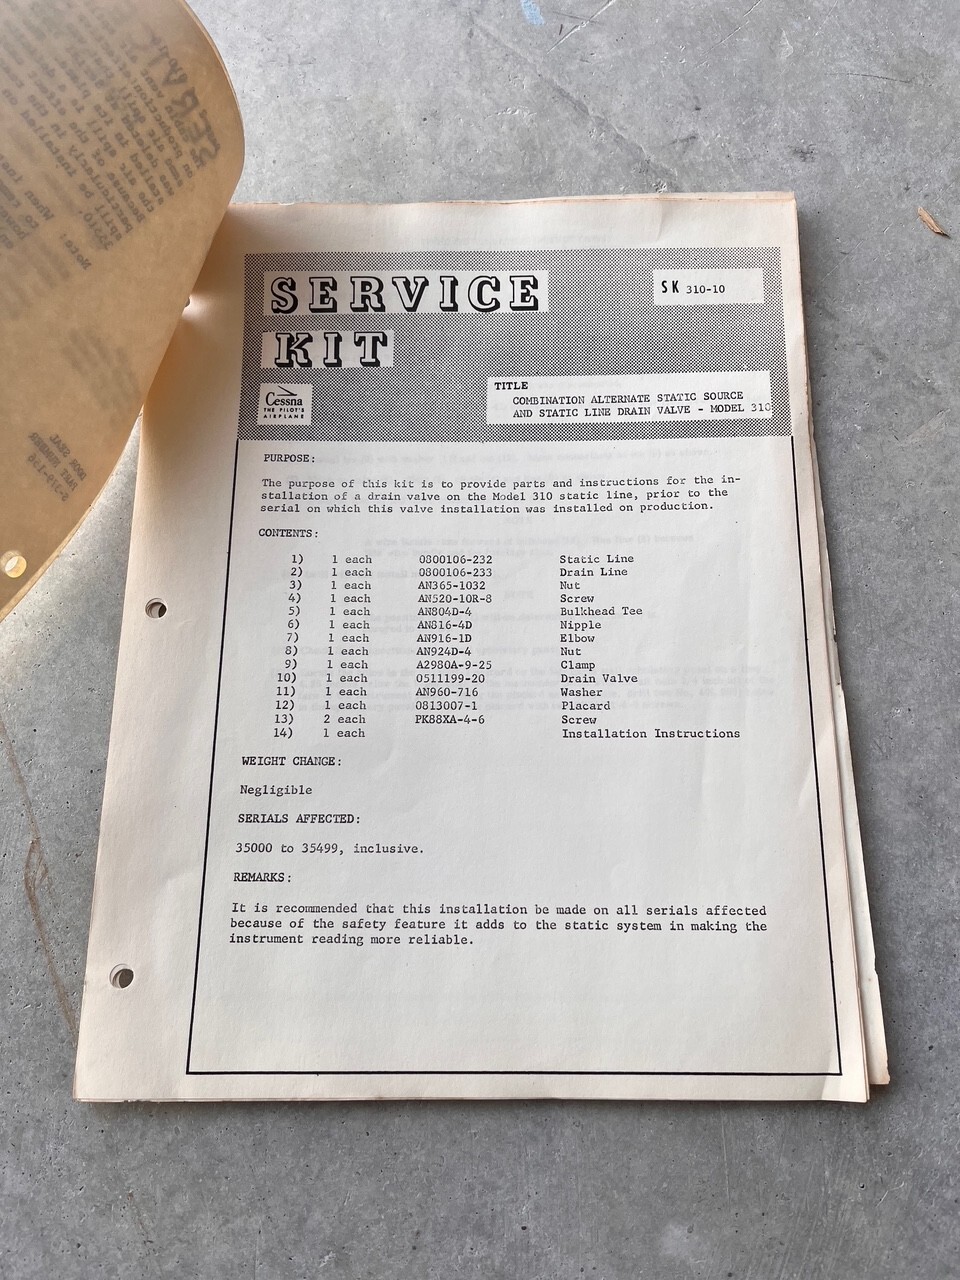 SERVICE
KIT
SK 310-10
Cessna
THE PILOT'S
AIRPLANE
TITLE
COMBINATION ALTERNATE STATIC SOURCE
AND STATIC LINE DRAIN VALVE - MODEL 310
PURPOSE:
The purpose of this kit is to provide parts and instructions for the in-
stallation of a drain valve on the Model 310 static line, prior to the
serial on which this valve installation was installed on production.
CONTENTS:
1) 1 each 0800106-232 Static Line
2) 1 each 0800106-233 Drain Line
3) 1 each AN365-1032 Nut
4) 1 each AN520-10R-8 Screw
5) 1 each AN804D-4 Bulkhead Tee
6) 1 each AN816-4D Nipple
7) 1 each AN916-1D Elbow
8) 1 each AN924D-4 Nut
9) 1 each A2980A-9-25 Clamp
10) 1 each 0511199-20 Drain Valve
11) 1 each AN960-716 Washer
12) 1 each 0813007-1 Placard
13) 2 each PK88XA-4-6 Screw
14) 1 each Installation Instructions
WEIGHT CHANGE:
Negligible
SERIALS AFFECTED:
35000 to 35499, inclusive.
REMARKS:
It is recommended that this installation be made on all serials affected
because of the safety feature it adds to the static system in making the
instrument reading more reliable.
DOOR SEAL
PART NUMBER